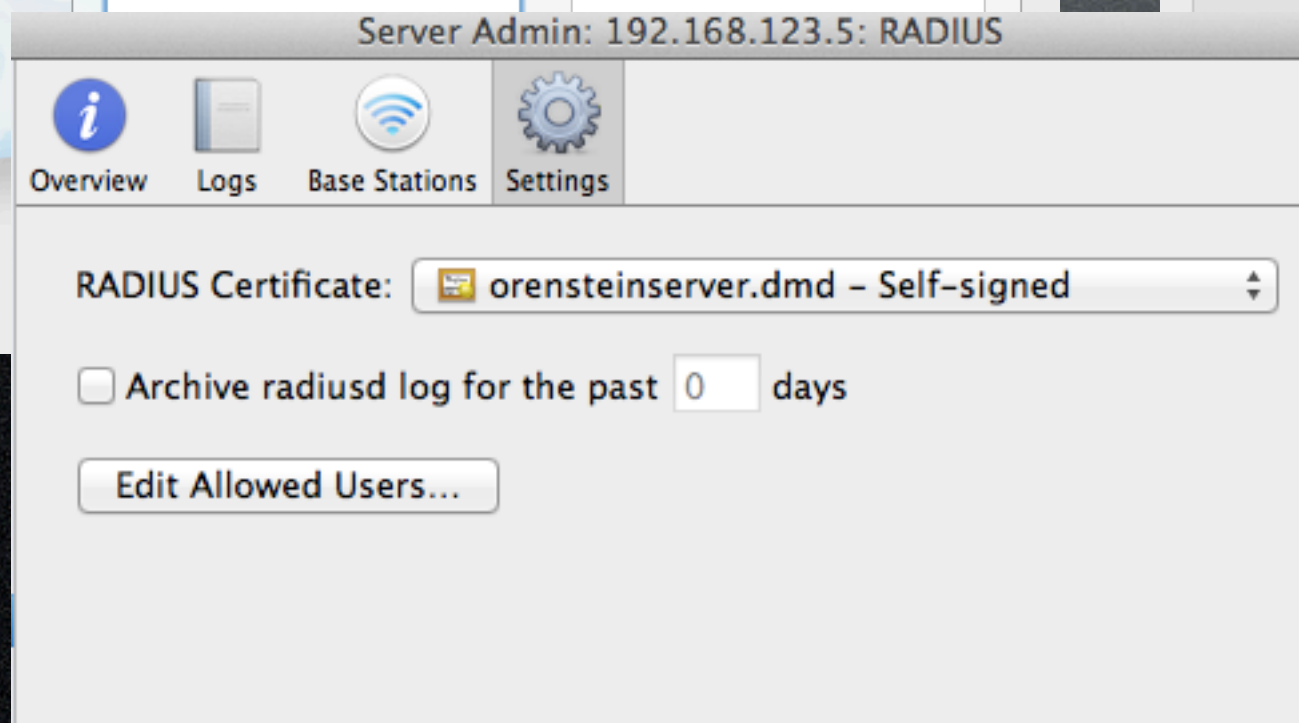 Server Admin: 192.168.123.5: RADIUS
Overview Logs Base Stations Settings
RADIUS Certificate: orensteinserver.dmd – Self-signed
Archive radiusd log for the past 0 days
Edit Allowed Users...